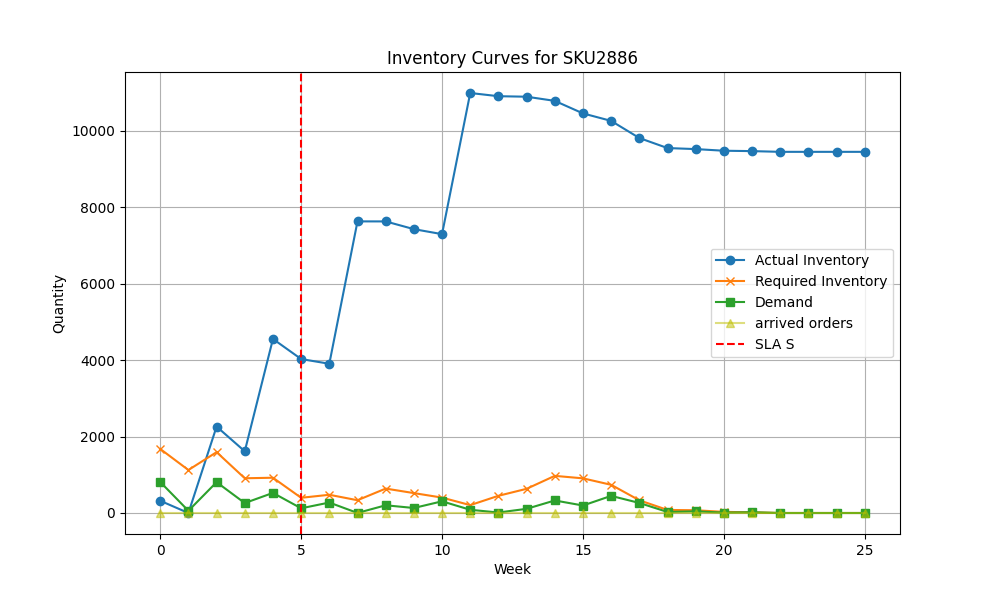 Inventory Curves for SKU2886
Quantity
10000
8000
6000
4000
2000
0
Actual Inventory
Required Inventory
Demand
arrived orders
SLA S
0 5 10 15 20 25
Week